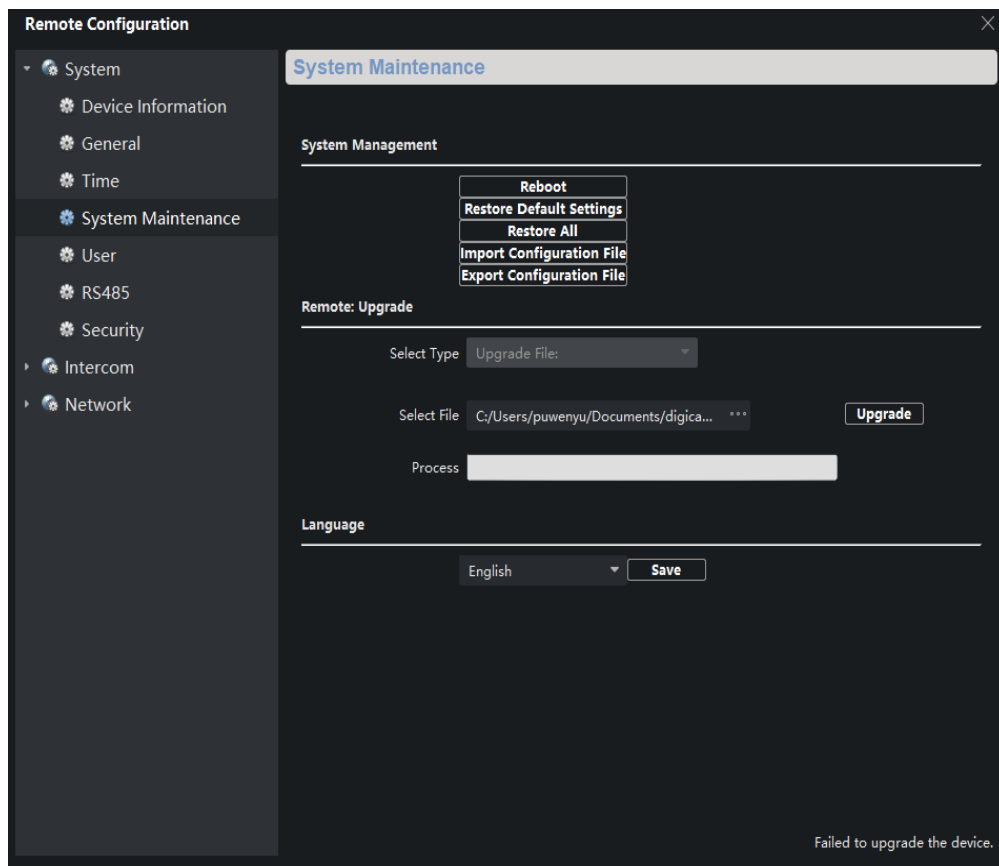 Remote Configuration
System
Device Information
General
Time
System Maintenance
User
RS485
Security
Intercom
Network
System Maintenance
System Management
Reboot
Restore Default Settings
Restore All
Import Configuration File
Export Configuration File
Remote: Upgrade
Select Type Upgrade File:
Select File C:/Users/puwenyu/Documents/digica... ... Upgrade
Process
Language
English Save
Failed to upgrade the device.